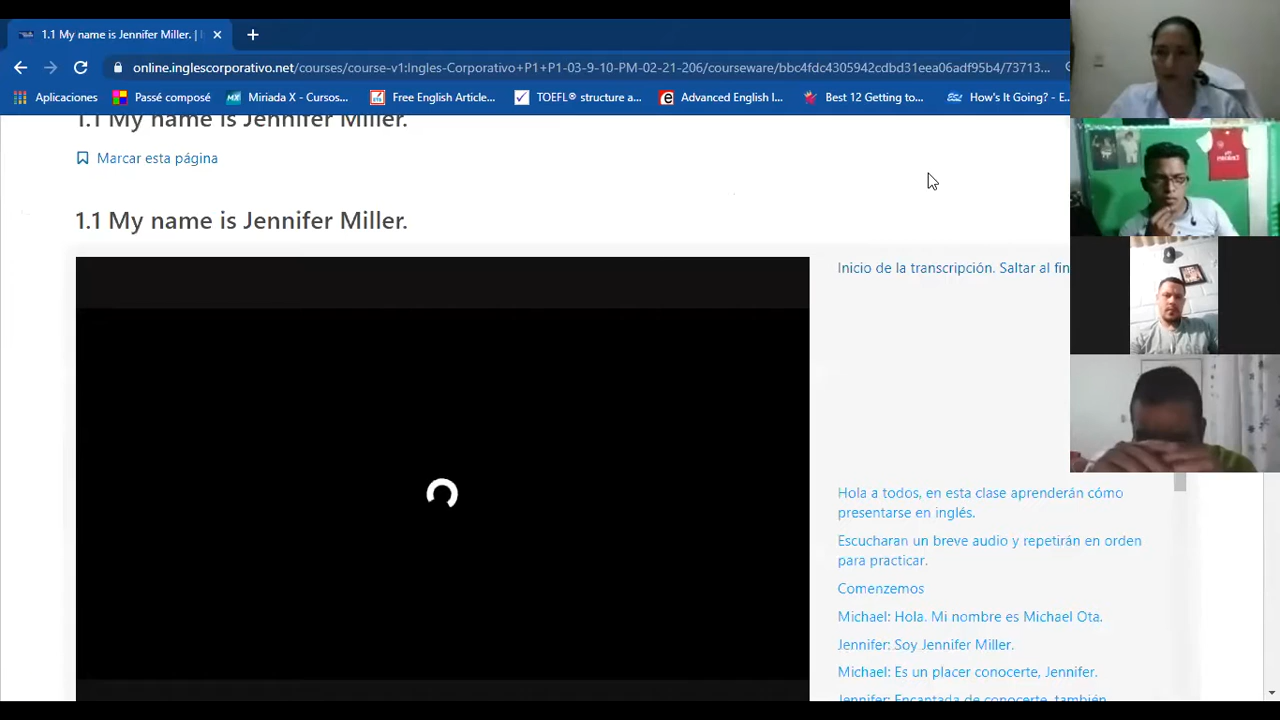 1.1 My name is Jennifer Miller. |
online.inglescorporativo.net/courses/course-v1:Ingles-Corporativo+P1+P1-03-9-10-PM-02-21-206/courseware/bbc4fdc4305942cdbd31eea06adf95b4/73713...
Aplicaciones Passé composé Miriada X - Cursos... Free English Article... TOEFL® structure a... Advanced English l... Best 12 Getting to... How's It Going? - E...
1.1 My name is Jennifer Miller.
Marcar esta página
1.1 My name is Jennifer Miller.
Inicio de la transcripción. Saltar al fin
Hola a todos, en esta clase aprenderán cómo
presentarse en inglés.
Escucharan un breve audio y repetirán en orden
para practicar.
Comenzemos
Michael: Hola. Mi nombre es Michael Ota.
Jennifer: Soy Jennifer Miller.
Michael: Es un placer conocerte, Jennifer.
Jennifer: Encantada de conocerte, también